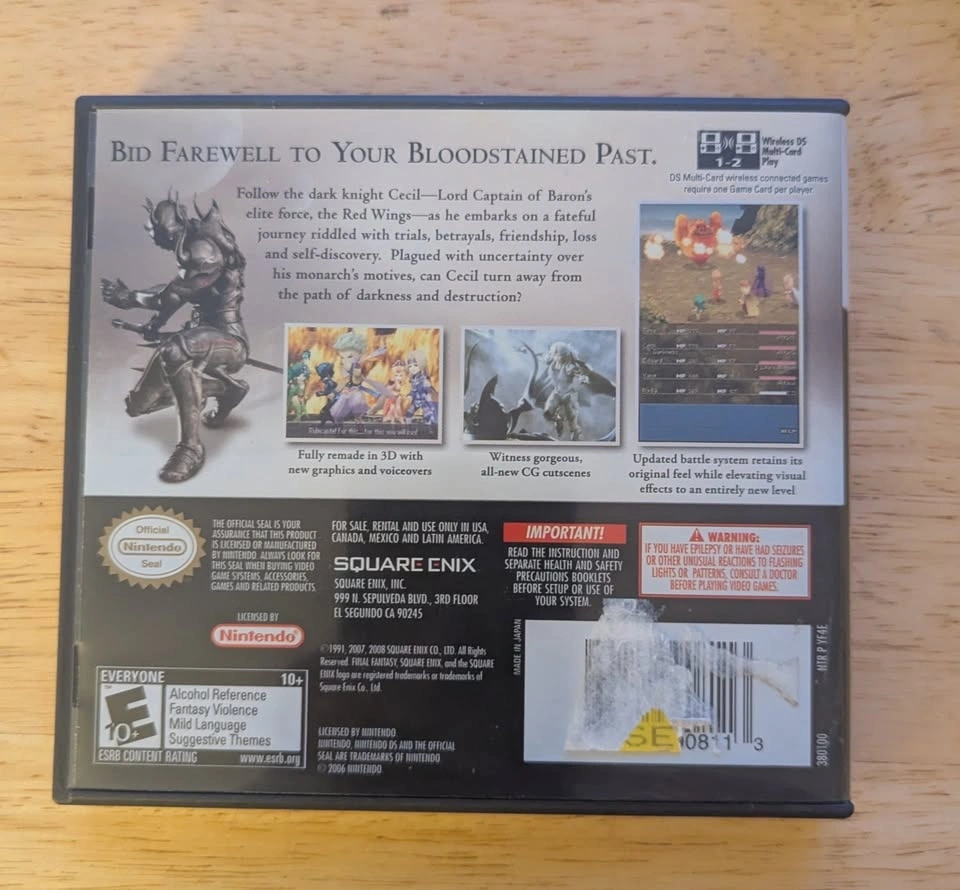 BID FAREWELL TO YOUR BLOODSTAINED PAST.
1-2
Wireless DS
Multi-Card
Play
DS Multi-Card wireless connected games
require one Game Card per player.
Follow the dark knight Cecil—Lord Captain of Baron's
elite force, the Red Wings—as he embarks on a fateful
journey riddled with trials, betrayals, friendship, loss
and self-discovery. Plagued with uncertainty over
his monarch's motives, can Cecil turn away from
the path of darkness and destruction?
Fully remade in 3D with
new graphics and voiceovers
Witness gorgeous,
all-new CG cutscenes
Updated battle system retains its
original feel while elevating visual
effects to an entirely new level
Official
Nintendo
Seal
THE OFFICIAL SEAL IS YOUR
ASSURANCE THAT THIS PRODUCT
IS LICENSED OR MANUFACTURED
BY NINTENDO. ALWAYS LOOK FOR
THIS SEAL WHEN BUYING VIDEO
GAME SYSTEMS, ACCESSORIES,
GAMES AND RELATED PRODUCTS.
LICENSED BY
Nintendo
FOR SALE, RENTAL AND USE ONLY IN USA,
CANADA, MEXICO AND LATIN AMERICA.
SQUARE ENIX
SQUARE ENIX, INC.
999 N. SEPULVEDA BLVD., 3RD FLOOR
EL SEGUNDO CA 90245
©1991, 2007, 2008 SQUARE ENIX CO., LTD. All Rights
Reserved. FINAL FANTASY, SQUARE ENIX, and the SQUARE
ENIX logo are registered trademarks or trademarks of
Square Enix Co., Ltd.
LICENSED BY NINTENDO.
NINTENDO, NINTENDO DS AND THE OFFICIAL
SEAL ARE TRADEMARKS OF NINTENDO.
© 2006 NINTENDO.
IMPORTANT!
READ THE INSTRUCTION AND
SEPARATE HEALTH AND SAFETY
PRECAUTIONS BOOKLETS
BEFORE SETUP OR USE OF
YOUR SYSTEM.
WARNING:
IF YOU HAVE EPILEPSY OR HAVE HAD SEIZURES
OR OTHER UNUSUAL REACTIONS TO FLASHING
LIGHTS OR PATTERNS, CONSULT A DOCTOR
BEFORE PLAYING VIDEO GAMES.
EVERYONE 10+
E
10+
Alcohol Reference
Fantasy Violence
Mild Language
Suggestive Themes
ESRB CONTENT RATING www.esrb.org
MADE IN JAPAN
SE
0811 3
NTR P YF4E
380100